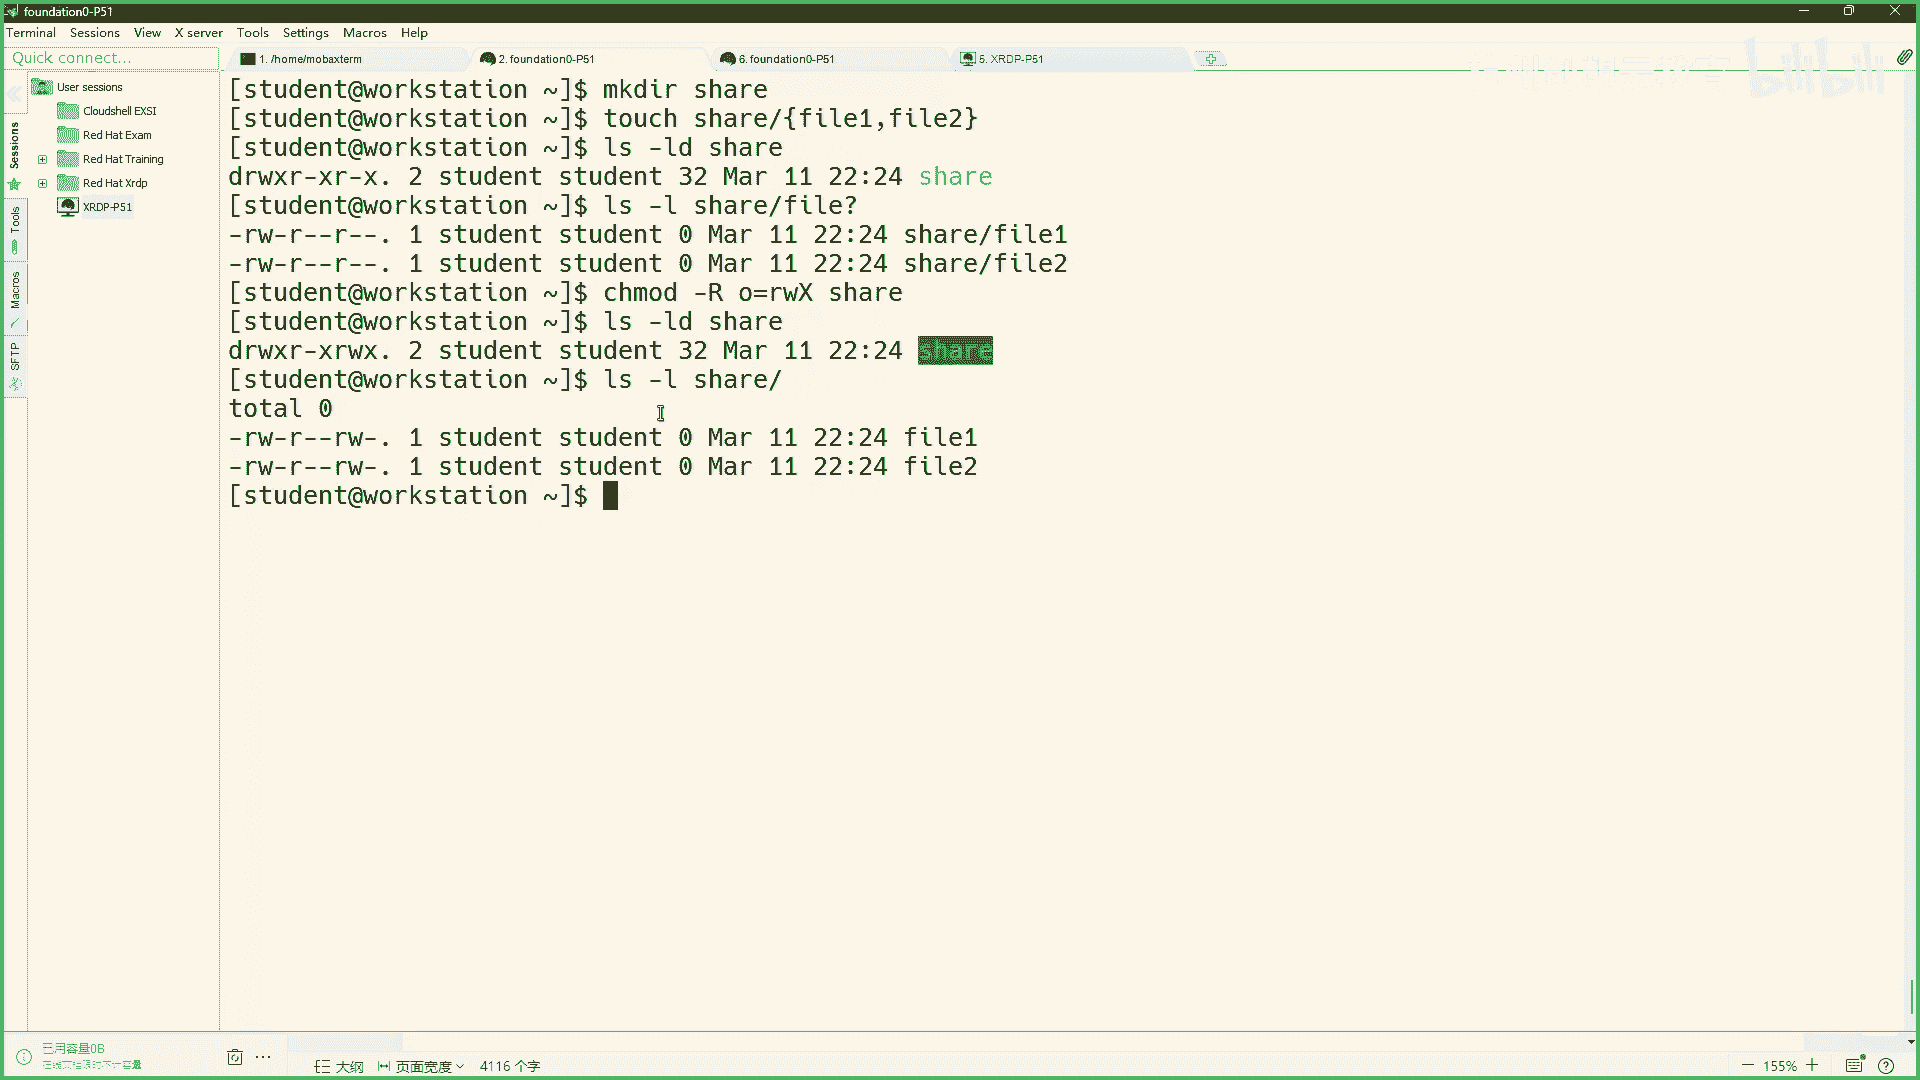 foundation0-P51
Terminal Sessions View X server Tools Settings Macros Help
Quick connect...
1. /home/mobaxterm
2. foundation0-P51
6. foundation0-P51
5. XRDP-P51
User sessions
Cloudshell EXSI
Red Hat Exam
Red Hat Training
Red Hat Xrdp
XRDP-P51
Sessions
Tools
Macros
SFTP
[student@workstation ~]$ mkdir share
[student@workstation ~]$ touch share/{file1,file2}
[student@workstation ~]$ ls -ld share
drwxr-xr-x. 2 student student 32 Mar 11 22:24 share
[student@workstation ~]$ ls -l share/file?
-rw-r--r--. 1 student student 0 Mar 11 22:24 share/file1
-rw-r--r--. 1 student student 0 Mar 11 22:24 share/file2
[student@workstation ~]$ chmod -R o=rwX share
[student@workstation ~]$ ls -ld share
drwxr-xrwx. 2 student student 32 Mar 11 22:24 share
[student@workstation ~]$ ls -l share/
total 0
-rw-r--rw-. 1 student student 0 Mar 11 22:24 file1
-rw-r--rw-. 1 student student 0 Mar 11 22:24 file2
[student@workstation ~]$
bilibili
已用容量0B
大纲
页面宽度
4116 个字
155%